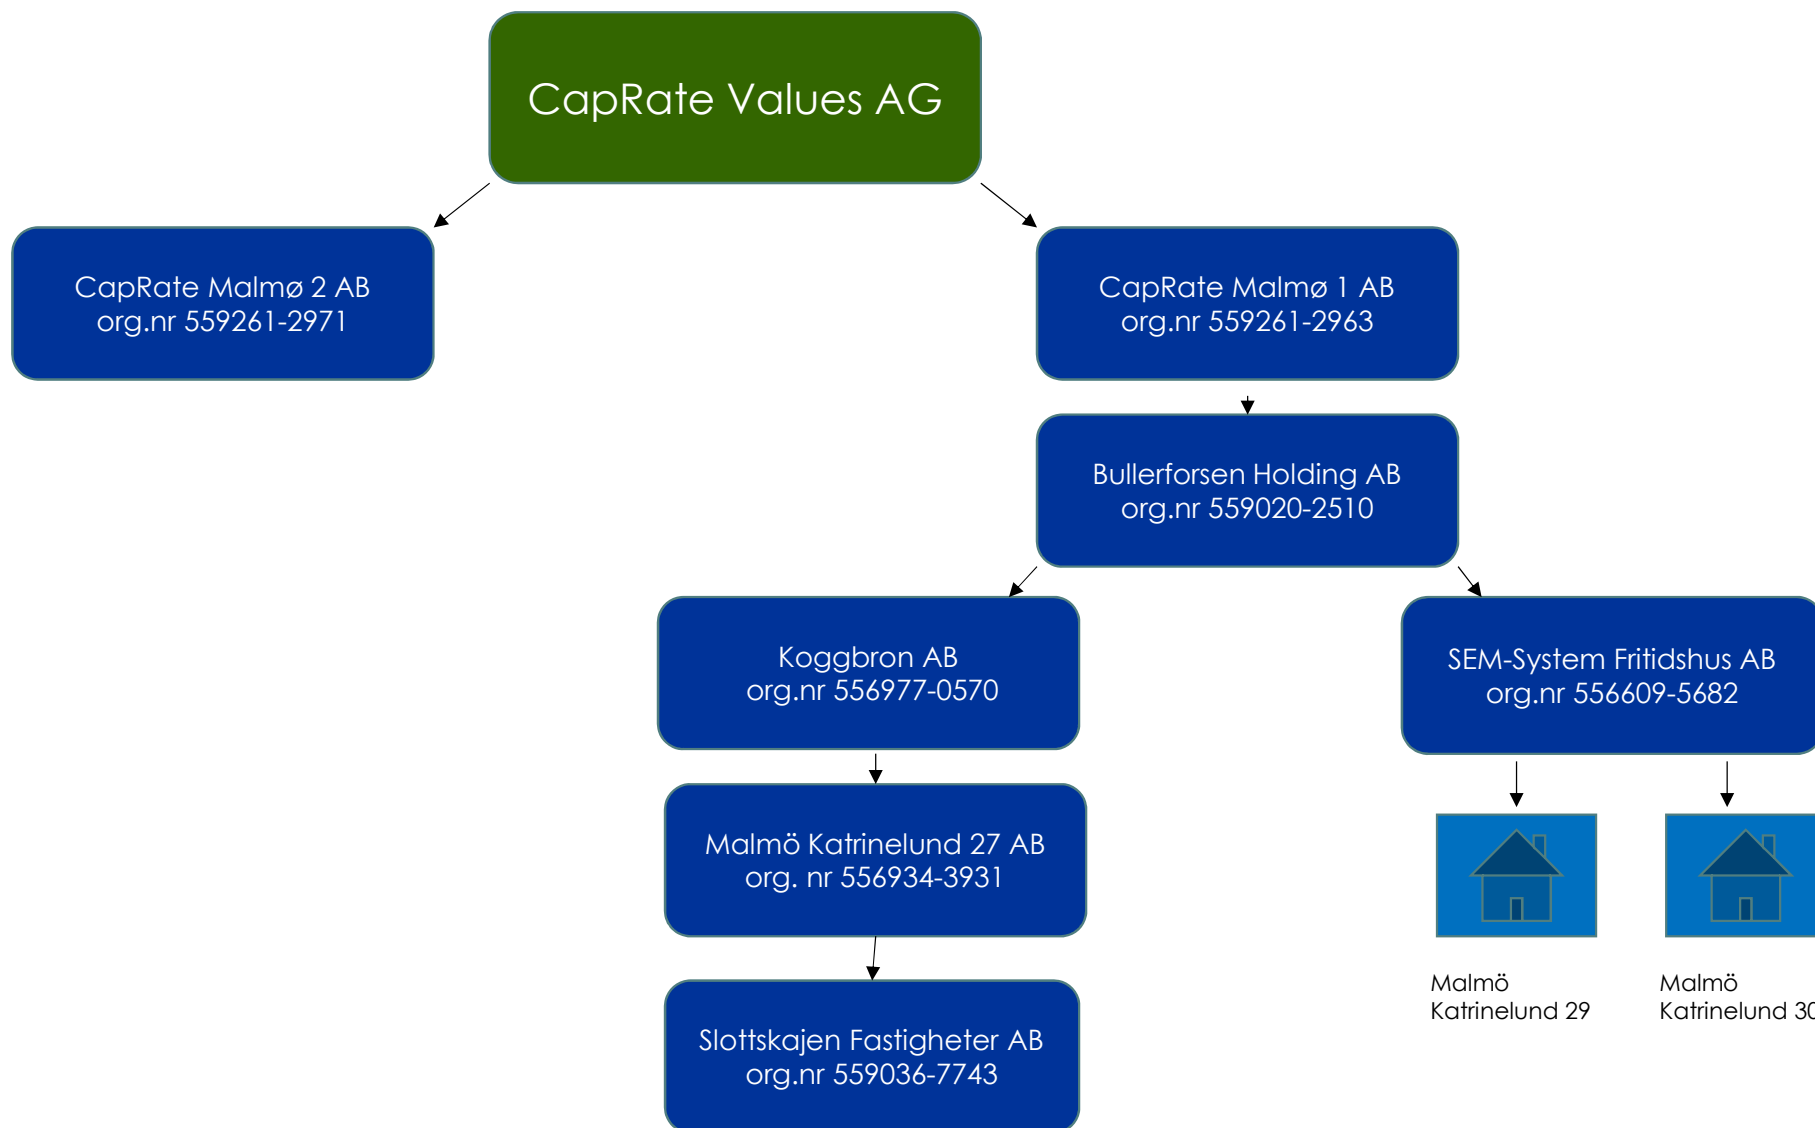 CapRate Values AG
CapRate Malmø 2 AB
org.nr 559261-2971
CapRate Malmø 1 AB
org.nr 559261-2963
Bullerforsen Holding AB
org.nr 559020-2510
Koggbron AB
org.nr 556977-0570
SEM-System Fritidshus AB
org.nr 556609-5682
Malmö Katrinelund 27 AB
org. nr 556934-3931
Malmö
Katrinelund 29
Malmö
Katrinelund 30
Slottskajen Fastigheter AB
org.nr 559036-7743